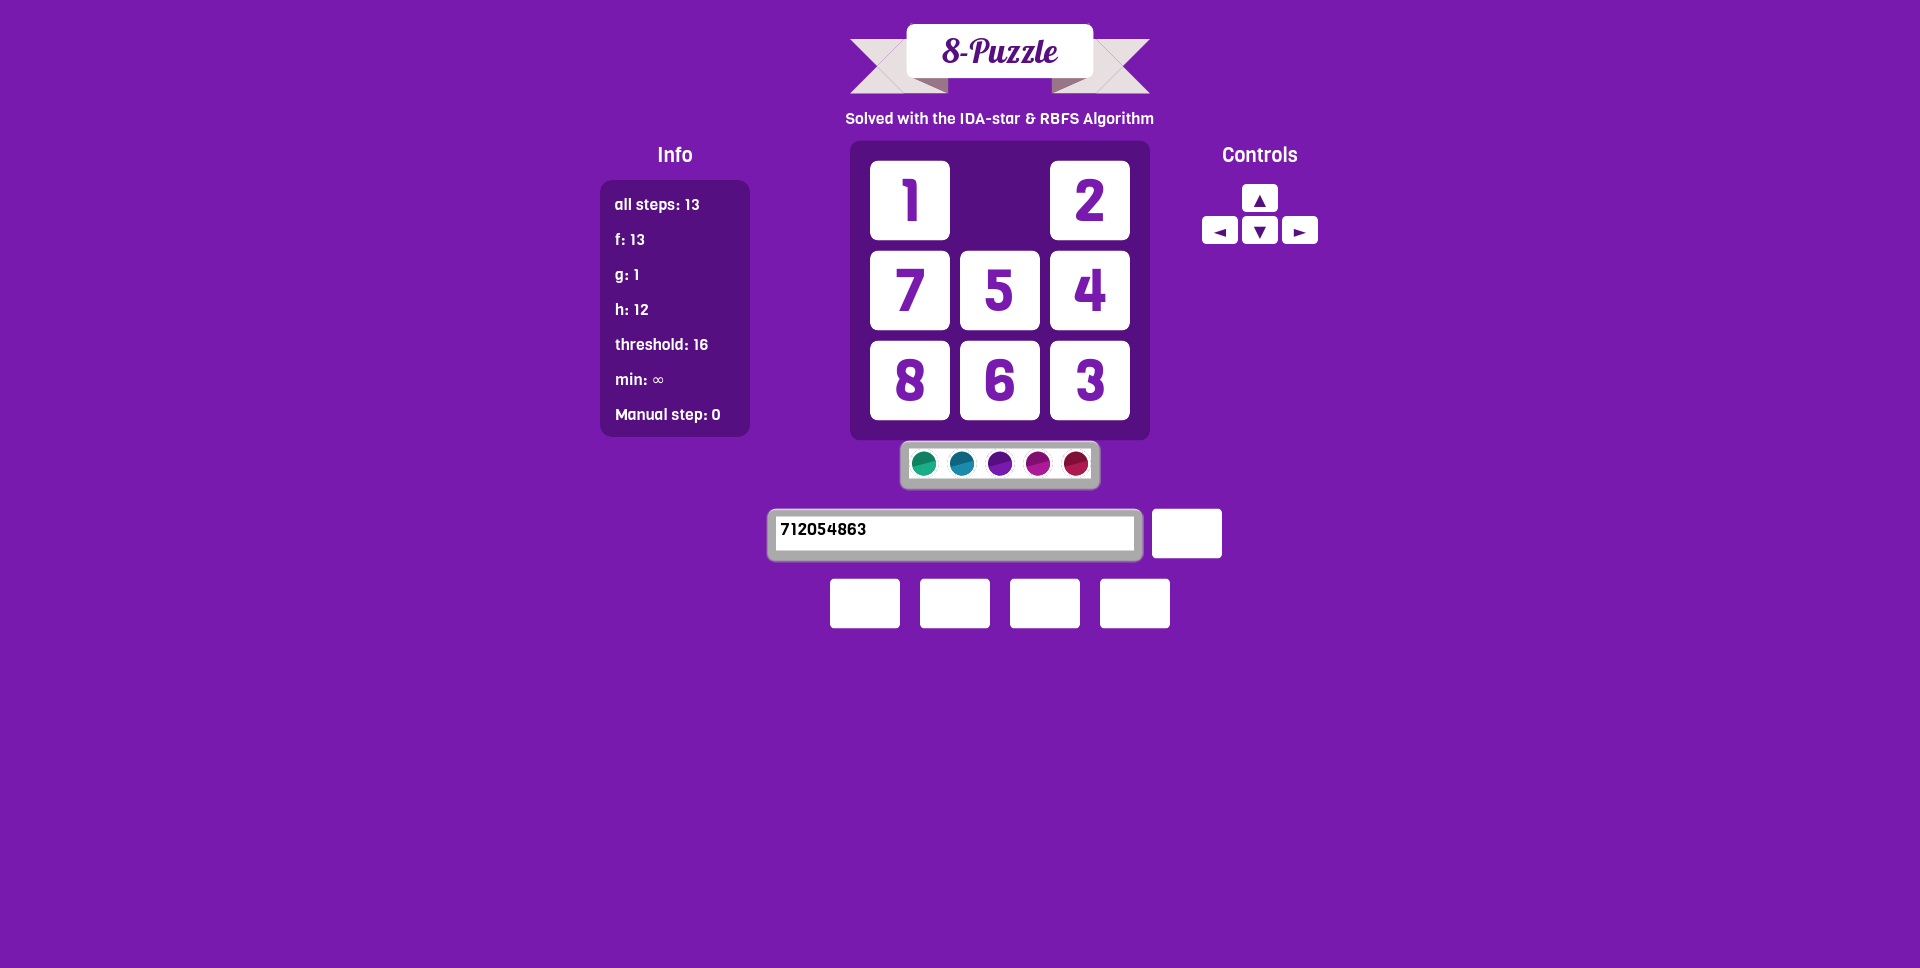 8-Puzzle
Solved with the IDA-star & RBFS Algorithm
Info
all steps: 13
f: 13
g: 1
h: 12
threshold: 16
min: ∞
Manual step: 0
1 2
7 5 4
8 6 3
Controls
▲
◄ ▼ ►
712054863